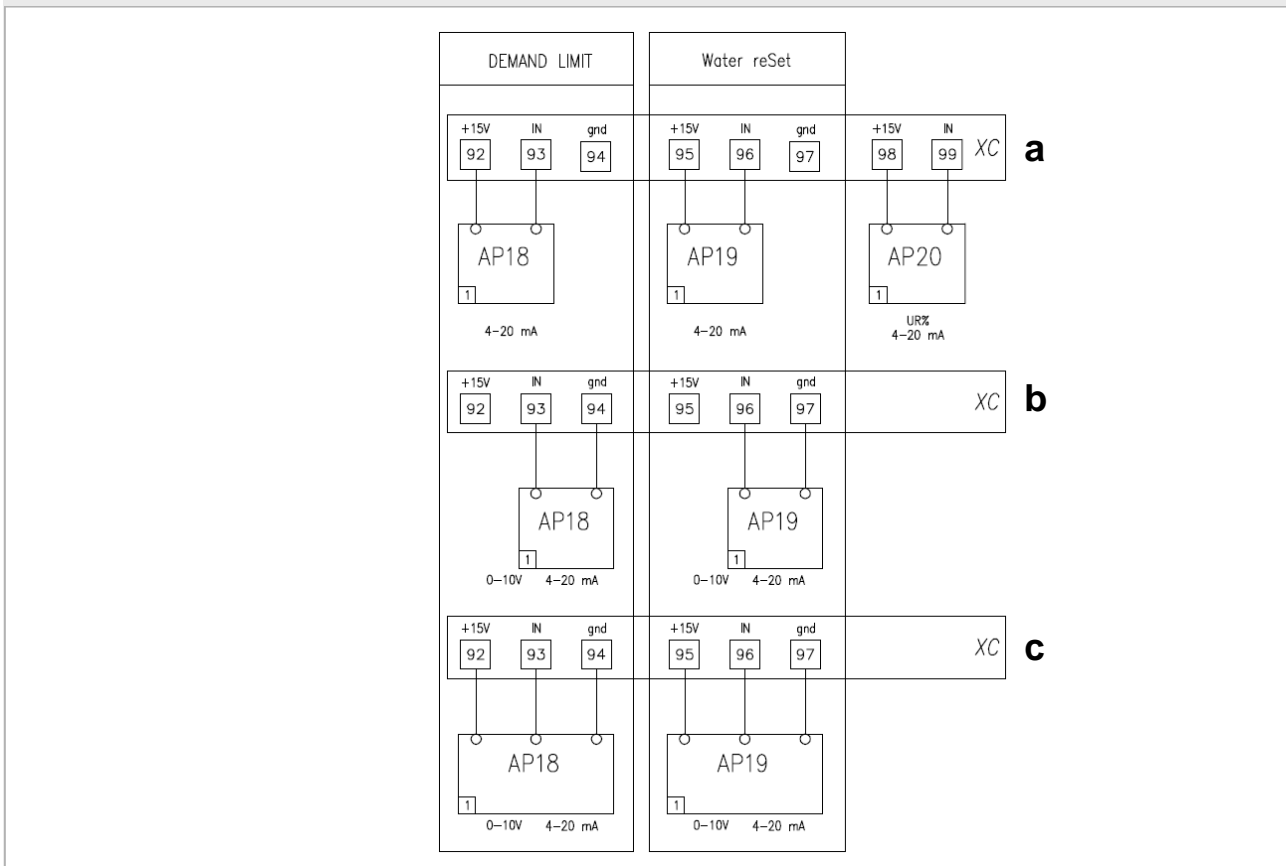 DEMAND LIMIT Water reSet
+15V IN gnd +15V IN gnd +15V IN
92 93 94 95 96 97 98 99 XC a
AP18 AP19 AP20
1 1 1
4-20 mA 4-20 mA UR%
4-20 mA
+15V IN gnd +15V IN gnd
92 93 94 95 96 97 XC b
AP18 AP19
1 1
0-10V 4-20 mA 0-10V 4-20 mA
+15V IN gnd +15V IN gnd
92 93 94 95 96 97 XC c
AP18 AP19
1 1
0-10V 4-20 mA 0-10V 4-20 mA